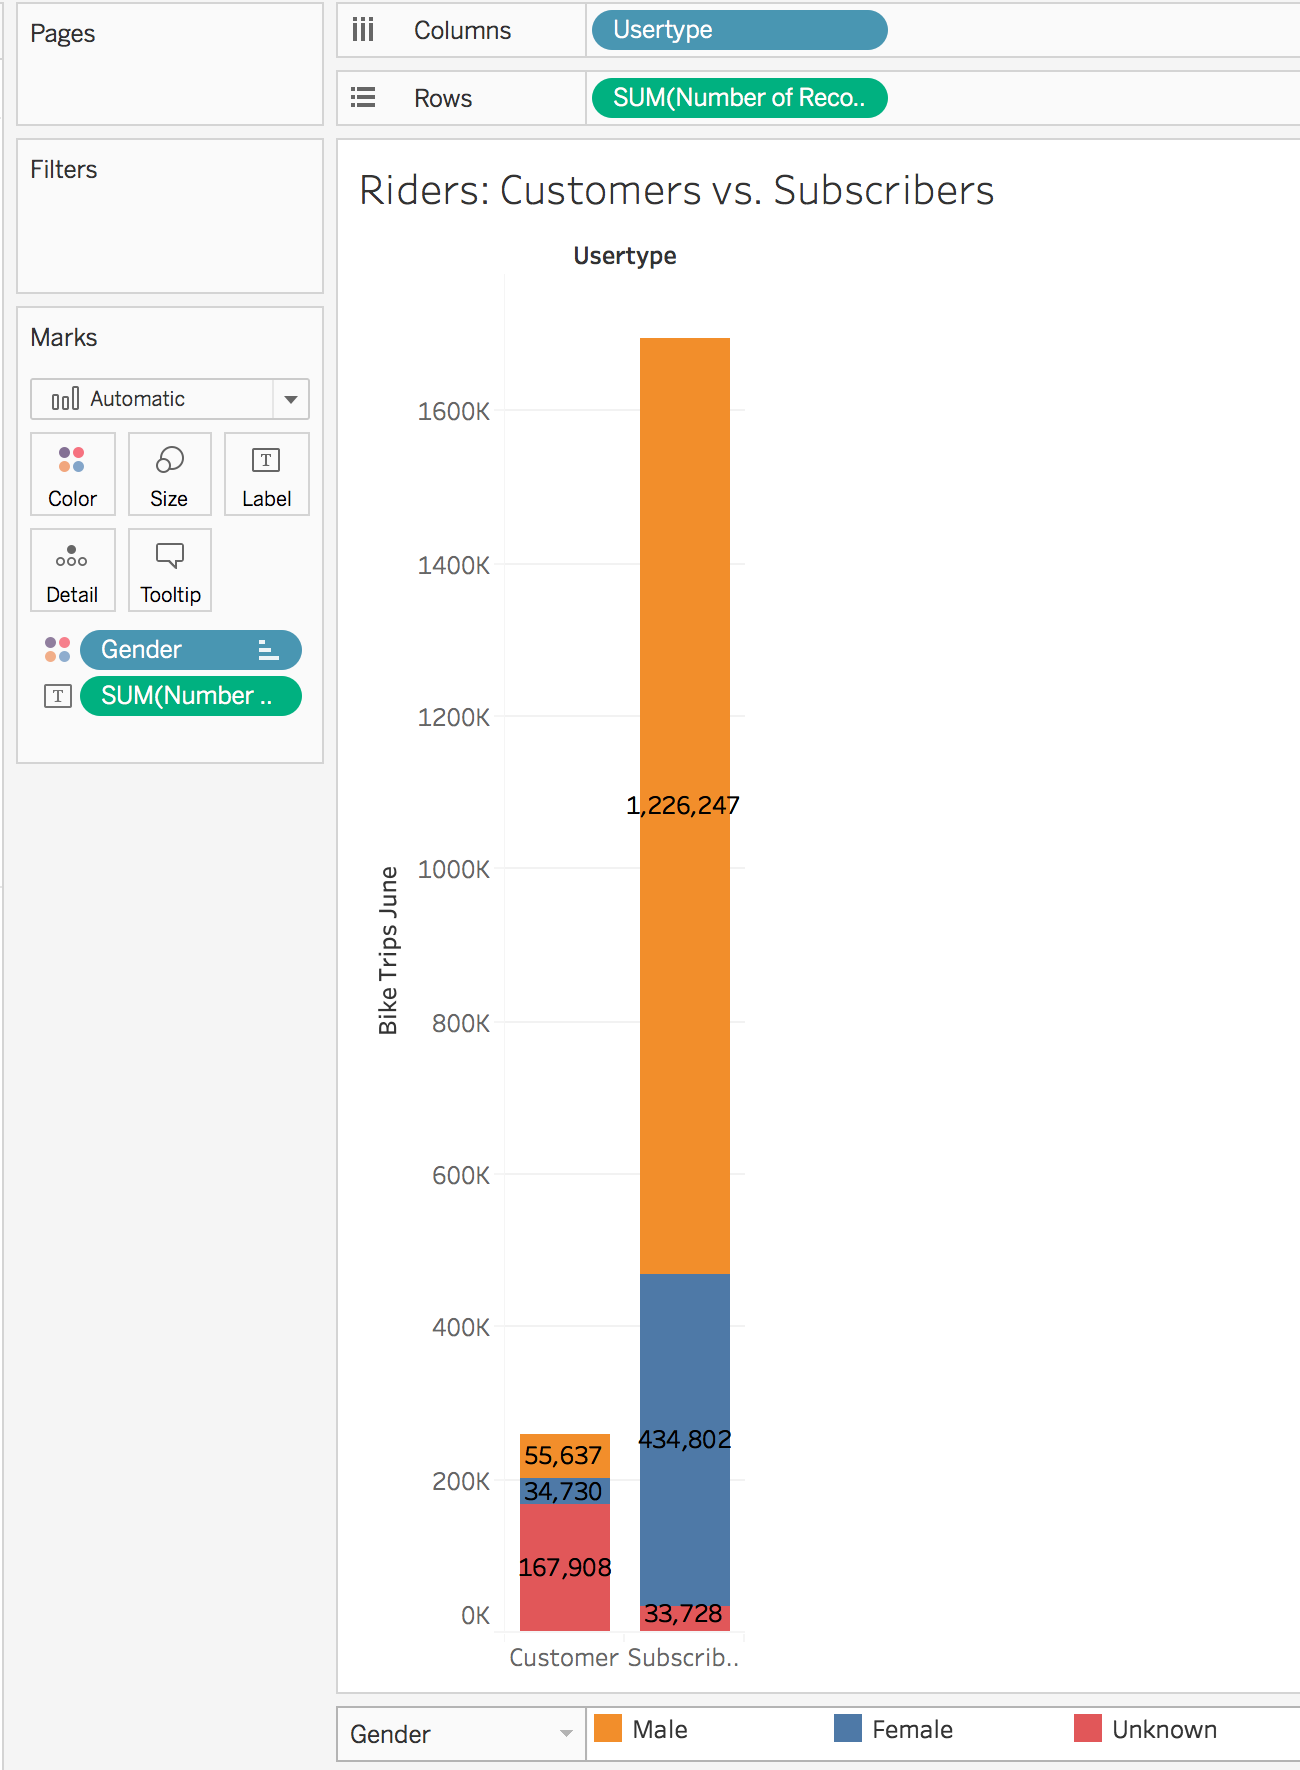 Pages
Columns
Usertype
Rows
SUM(Number of Reco..
Filters
Marks
Automatic
Color
Size
T
Label
Detail
Tooltip
Gender
T
SUM(Number ..
Riders: Customers vs. Subscribers
Usertype
1600K
1400K
1200K
1000K
800K
600K
400K
200K
0K
Bike Trips June
1,226,247
434,802
33,728
55,637
34,730
167,908
Customer
Subscrib..
Gender
Male
Female
Unknown